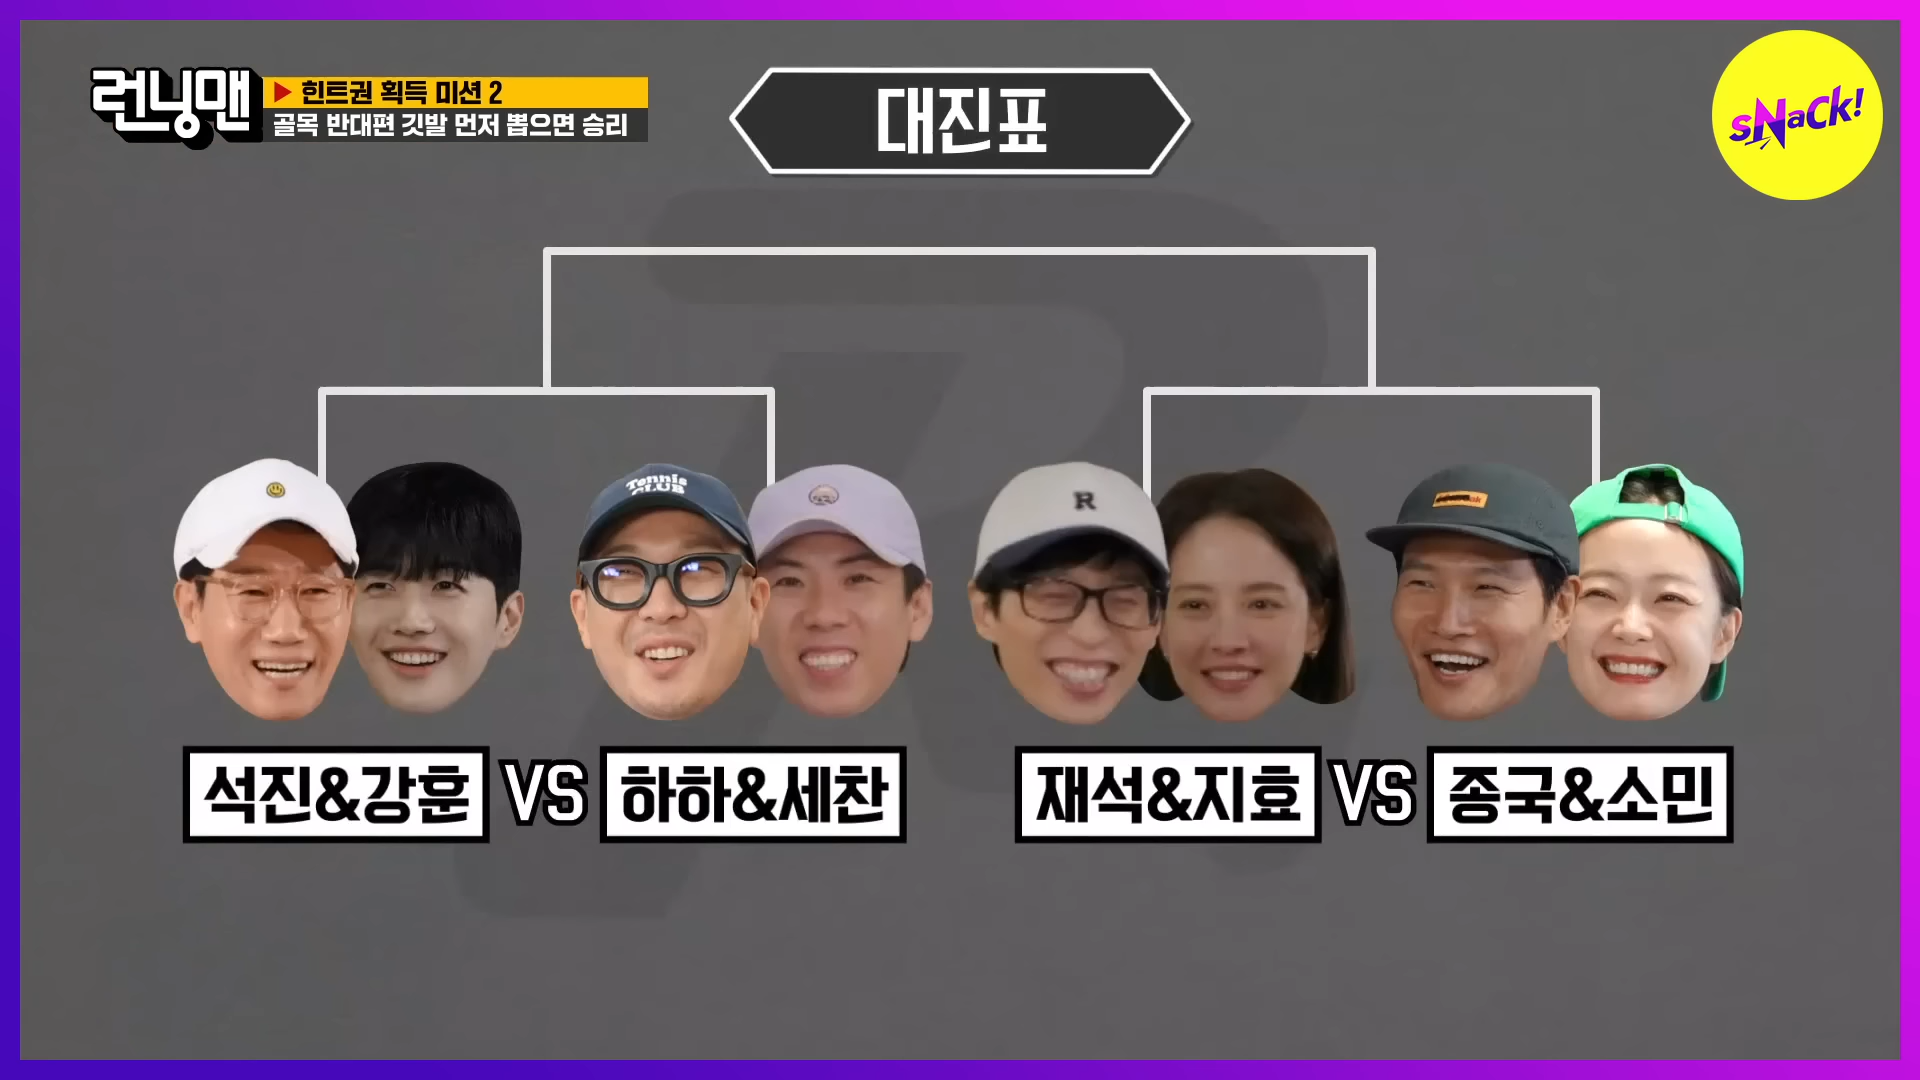 런닝맨
▶ 힌트권 획득 미션 2
골목 반대편 깃발 먼저 뽑으면 승리
대진표
sNaCk!
Tennis
CLUB
R
석진&강훈 VS 하하&세찬
재석&지효 VS 종국&소민